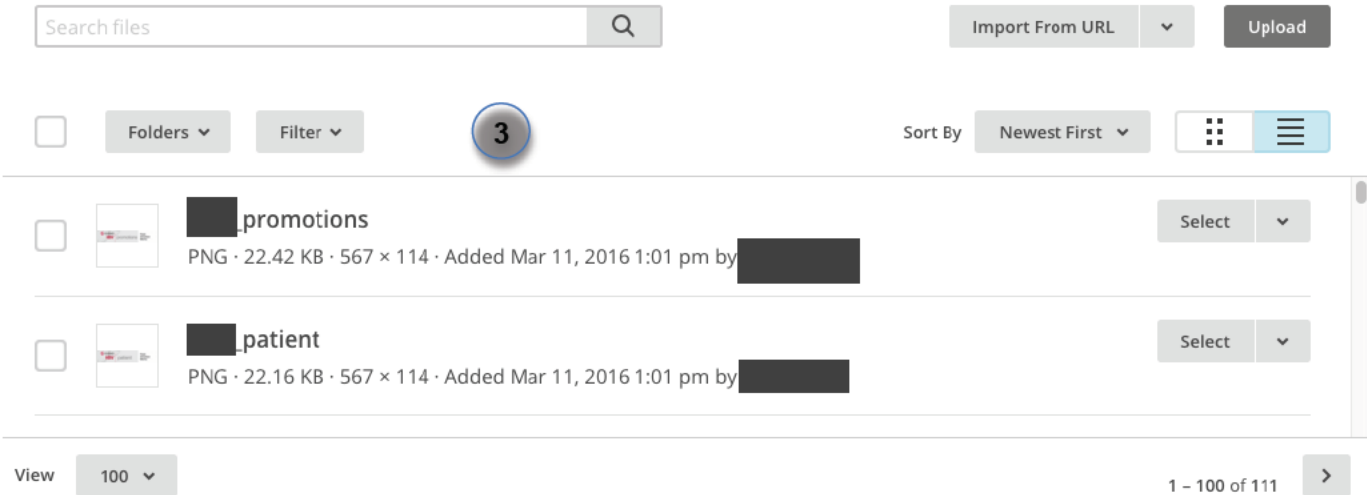 Search files
Import From URL
Upload
Folders
Filter
3
Sort By
Newest First
_promotions
PNG · 22.42 KB · 567 × 114 · Added Mar 11, 2016 1:01 pm by
Select
_patient
PNG · 22.16 KB · 567 × 114 · Added Mar 11, 2016 1:01 pm by
Select
View
100
1 – 100 of 111